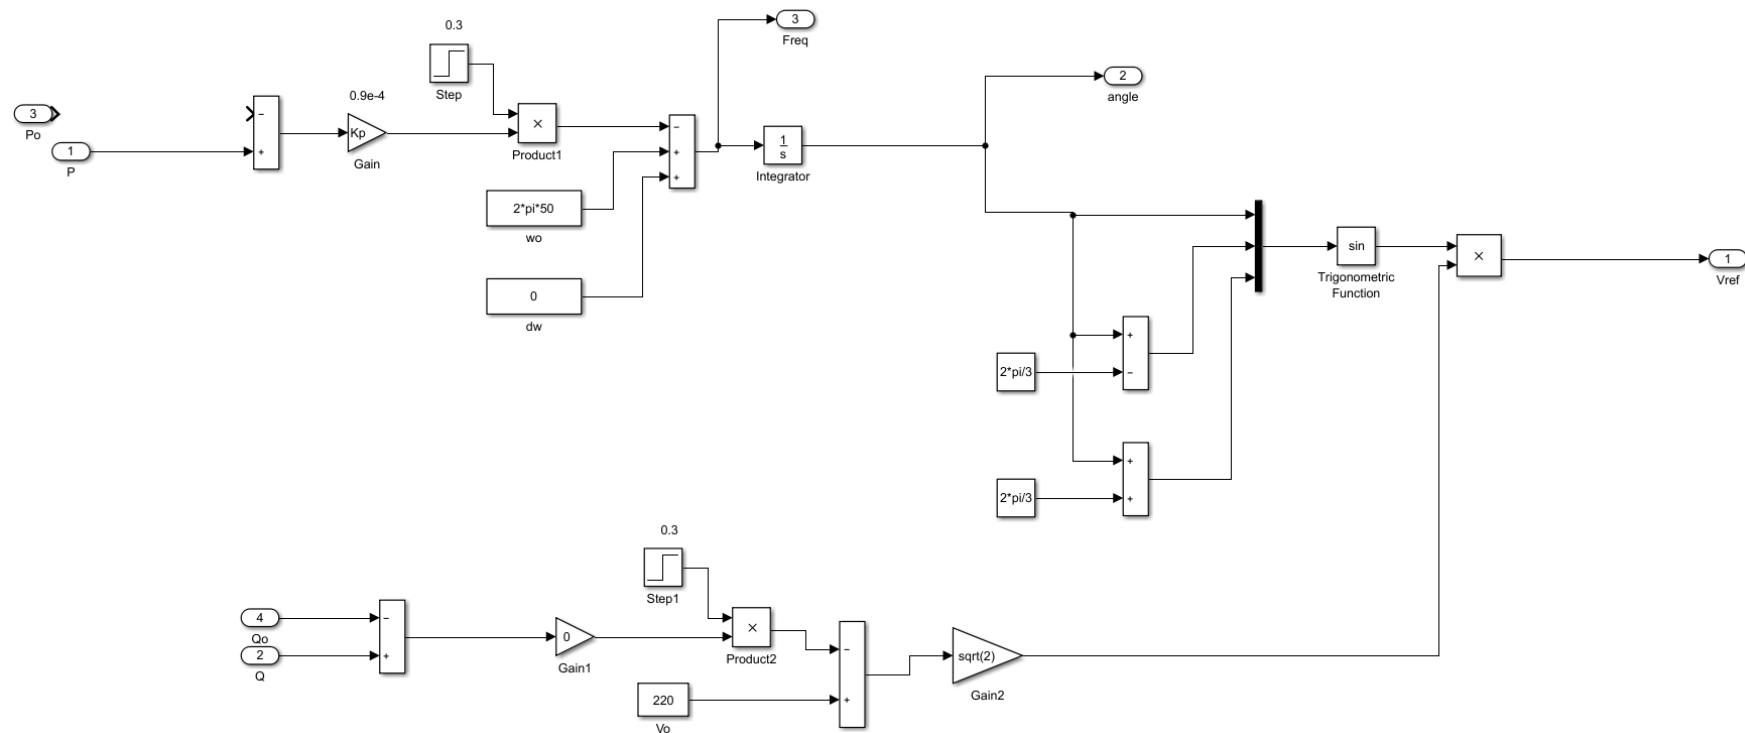 0.3
3
Freq
Step
2
angle
0.9e-4
3
Po
−
+
1
P
Kp
Gain
×
Product1
−
+
+
1
s
Integrator
2*pi*50
wo
0
dw
sin
Trigonometric
Function
×
1
Vref
2*pi/3
+
−
2*pi/3
+
+
0.3
Step1
4
Qo
2
Q
−
+
0
Gain1
×
Product2
−
+
220
Vo
sqrt(2)
Gain2